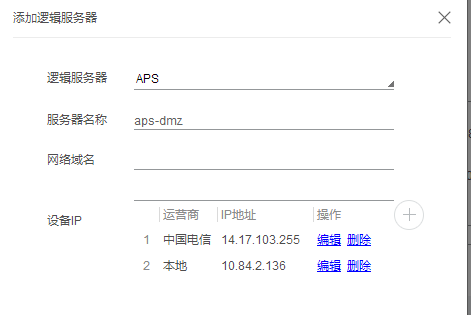 添加逻辑服务器
逻辑服务器 APS
服务器名称 aps-dmz
网络域名
设备IP
运营商 IP地址 操作
1 中国电信 14.17.103.255 编辑 删除
2 本地 10.84.2.136 编辑 删除